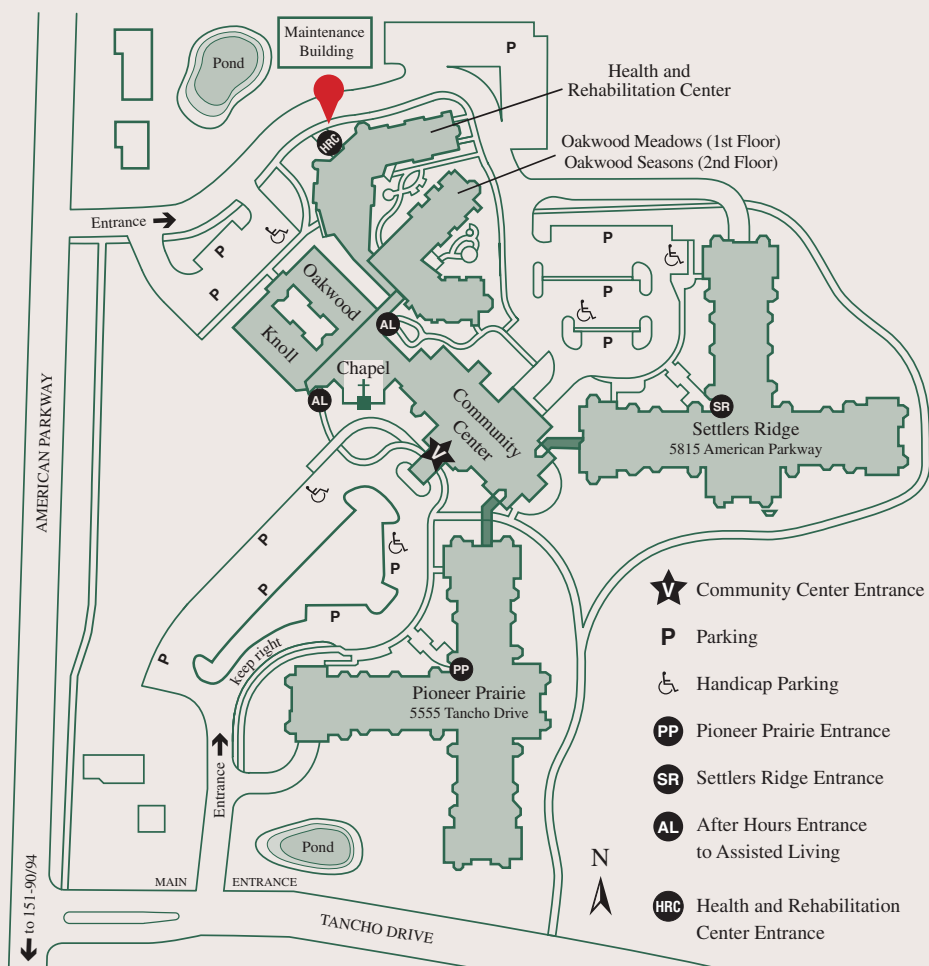 Maintenance
Building
P
Pond
Health and
Rehabilitation Center
HRC
Oakwood Meadows (1st Floor)
Oakwood Seasons (2nd Floor)
Entrance
P
P
P
P
P
Oakwood
Knoll
AL
Chapel
AL
Community
Center
V
SR
Settlers Ridge
5815 American Parkway
AMERICAN PARKWAY
P
P
P
P
P
keep right
PP
Pioneer Prairie
5555 Tancho Drive
Entrance
Pond
MAIN ENTRANCE
to 151-90/94
TANCHO DRIVE
V Community Center Entrance
P Parking
Handicap Parking
PP Pioneer Prairie Entrance
SR Settlers Ridge Entrance
AL After Hours Entrance
to Assisted Living
N
HRC Health and Rehabilitation
Center Entrance